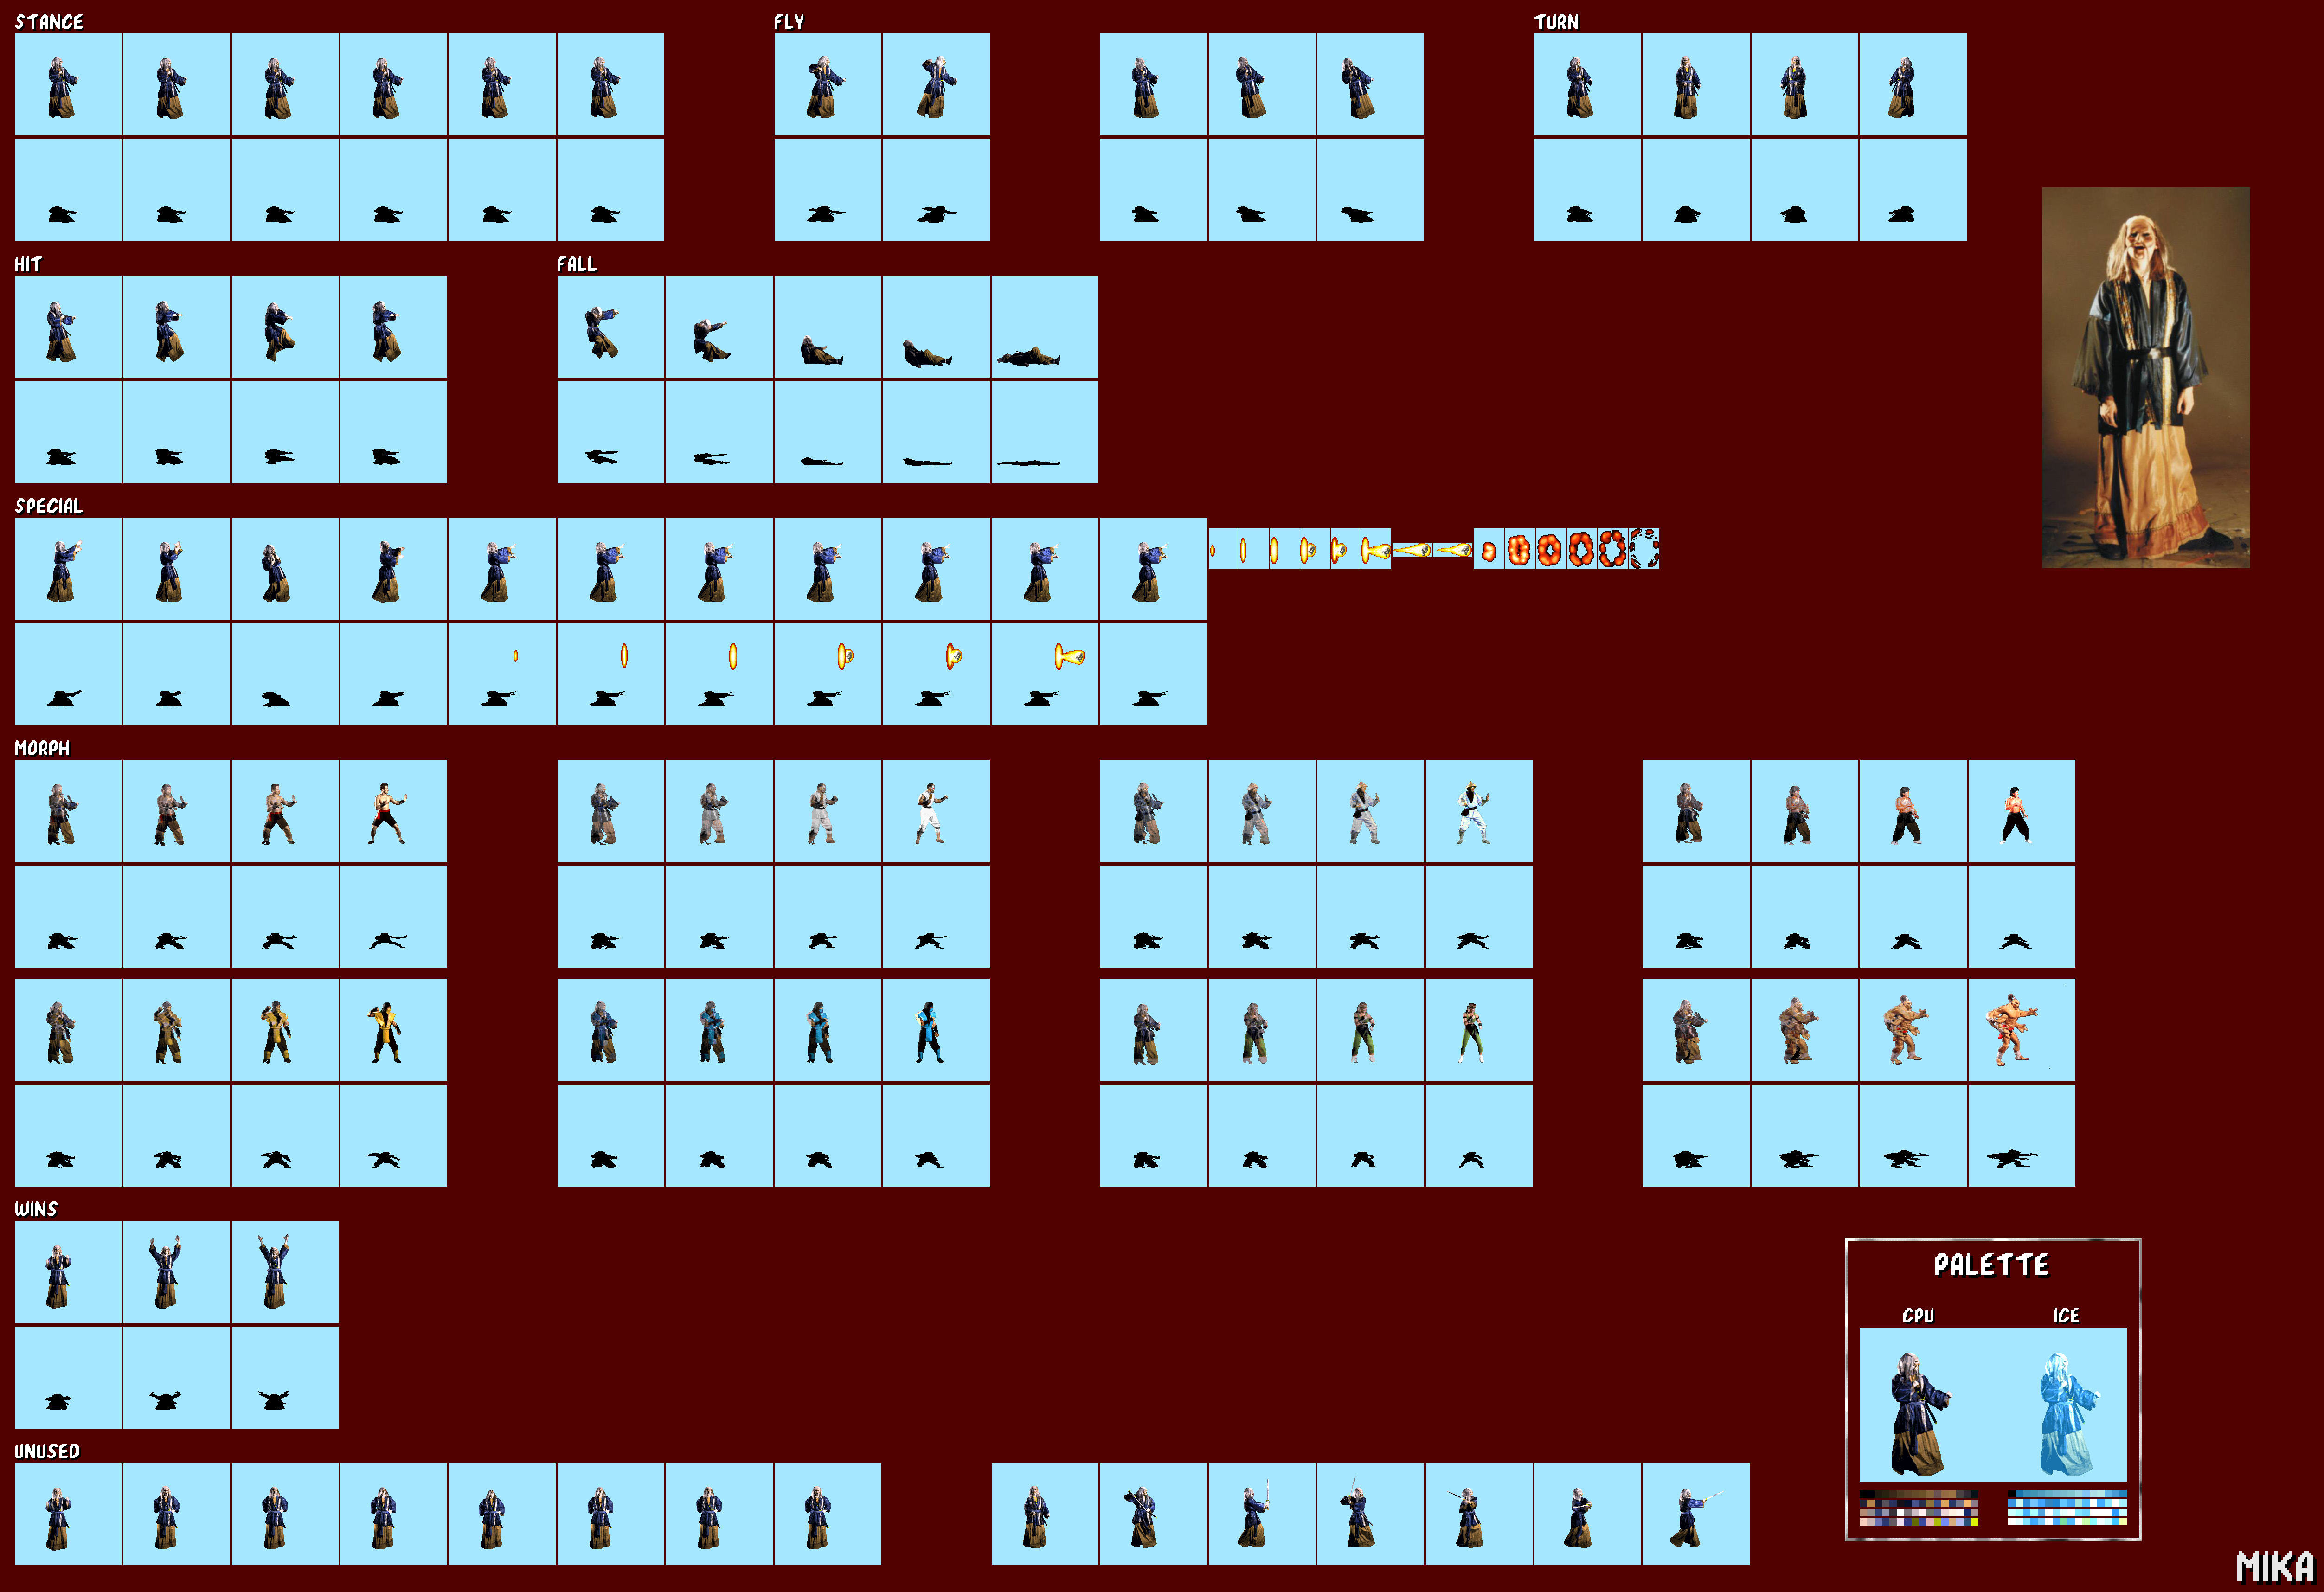 STANCE
FLY
TURN
HIT
FALL
SPECIAL
MORPH
WINS
UNUSED
PALETTE
CPU
ICE
MIKA